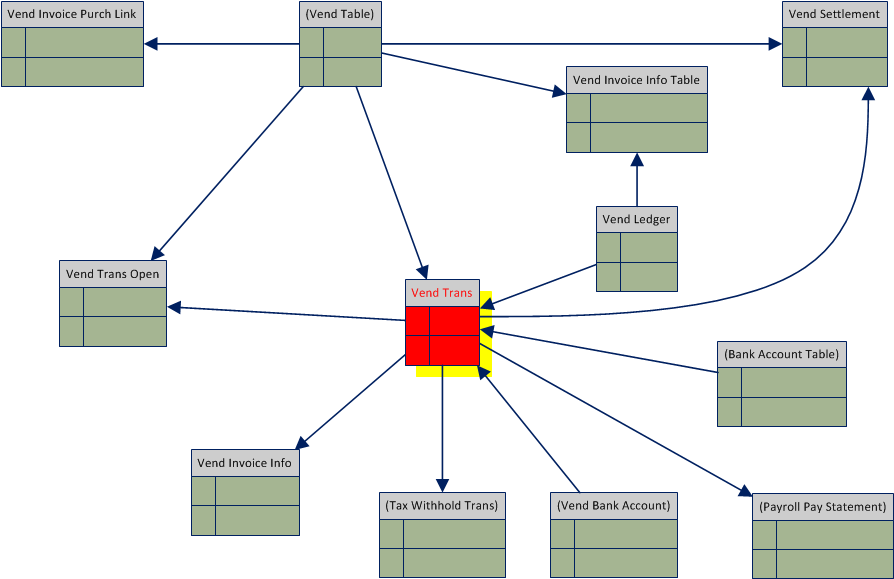 Vend Invoice Purch Link
(Vend Table)
Vend Settlement
Vend Invoice Info Table
Vend Ledger
Vend Trans Open
Vend Trans
(Bank Account Table)
Vend Invoice Info
(Tax Withhold Trans)
(Vend Bank Account)
(Payroll Pay Statement)